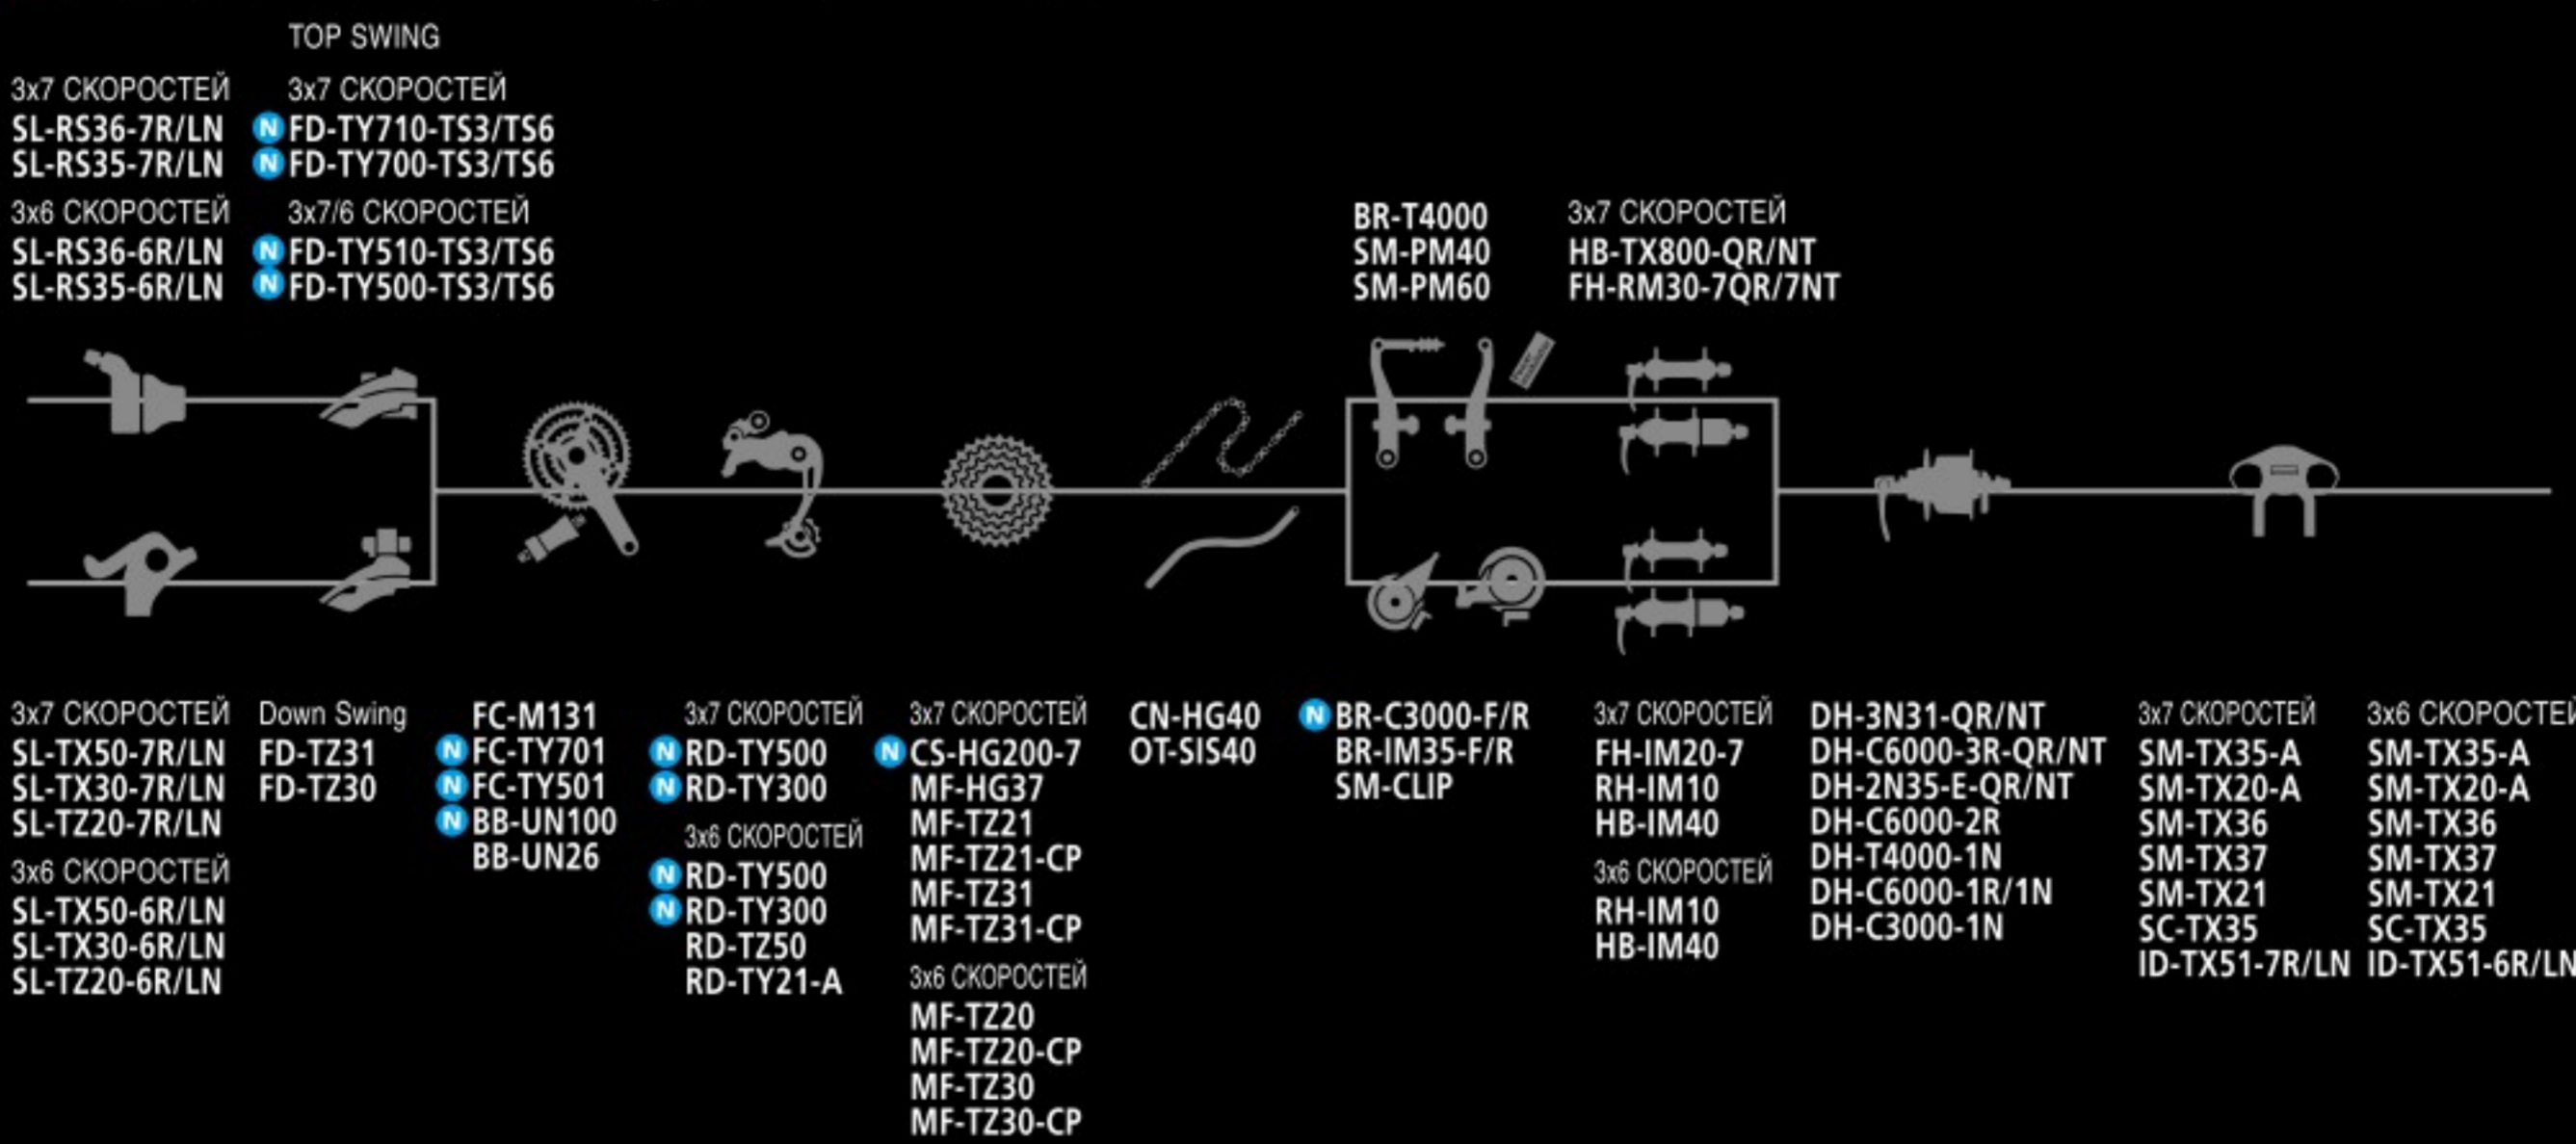 TOP SWING
3x7 СКОРОСТЕЙ
SL-RS36-7R/LN
SL-RS35-7R/LN
3x6 СКОРОСТЕЙ
SL-RS36-6R/LN
SL-RS35-6R/LN
3x7 СКОРОСТЕЙ
N FD-TY710-TS3/TS6
N FD-TY700-TS3/TS6
3x7/6 СКОРОСТЕЙ
N FD-TY510-TS3/TS6
N FD-TY500-TS3/TS6
BR-T4000
SM-PM40
SM-PM60
3x7 СКОРОСТЕЙ
HB-TX800-QR/NT
FH-RM30-7QR/7NT
3x7 СКОРОСТЕЙ
SL-TX50-7R/LN
SL-TX30-7R/LN
SL-TZ20-7R/LN
3x6 СКОРОСТЕЙ
SL-TX50-6R/LN
SL-TX30-6R/LN
SL-TZ20-6R/LN
Down Swing
FD-TZ31
FD-TZ30
FC-M131
N FC-TY701
N FC-TY501
N BB-UN100
BB-UN26
3x7 СКОРОСТЕЙ
N RD-TY500
N RD-TY300
3x6 СКОРОСТЕЙ
N RD-TY500
N RD-TY300
RD-TZ50
RD-TY21-A
3x7 СКОРОСТЕЙ
N CS-HG200-7
MF-HG37
MF-TZ21
MF-TZ21-CP
MF-TZ31
MF-TZ31-CP
3x6 СКОРОСТЕЙ
MF-TZ20
MF-TZ20-CP
MF-TZ30
MF-TZ30-CP
CN-HG40
OT-SIS40
N BR-C3000-F/R
BR-IM35-F/R
SM-CLIP
3x7 СКОРОСТЕЙ
FH-IM20-7
RH-IM10
HB-IM40
3x6 СКОРОСТЕЙ
RH-IM10
HB-IM40
DH-3N31-QR/NT
DH-C6000-3R-QR/NT
DH-2N35-E-QR/NT
DH-C6000-2R
DH-T4000-1N
DH-C6000-1R/1N
DH-C3000-1N
3x7 СКОРОСТЕЙ
SM-TX35-A
SM-TX20-A
SM-TX36
SM-TX37
SM-TX21
SC-TX35
ID-TX51-7R/LN
3x6 СКОРОСТЕЙ
SM-TX35-A
SM-TX20-A
SM-TX36
SM-TX37
SM-TX21
SC-TX35
ID-TX51-6R/LN